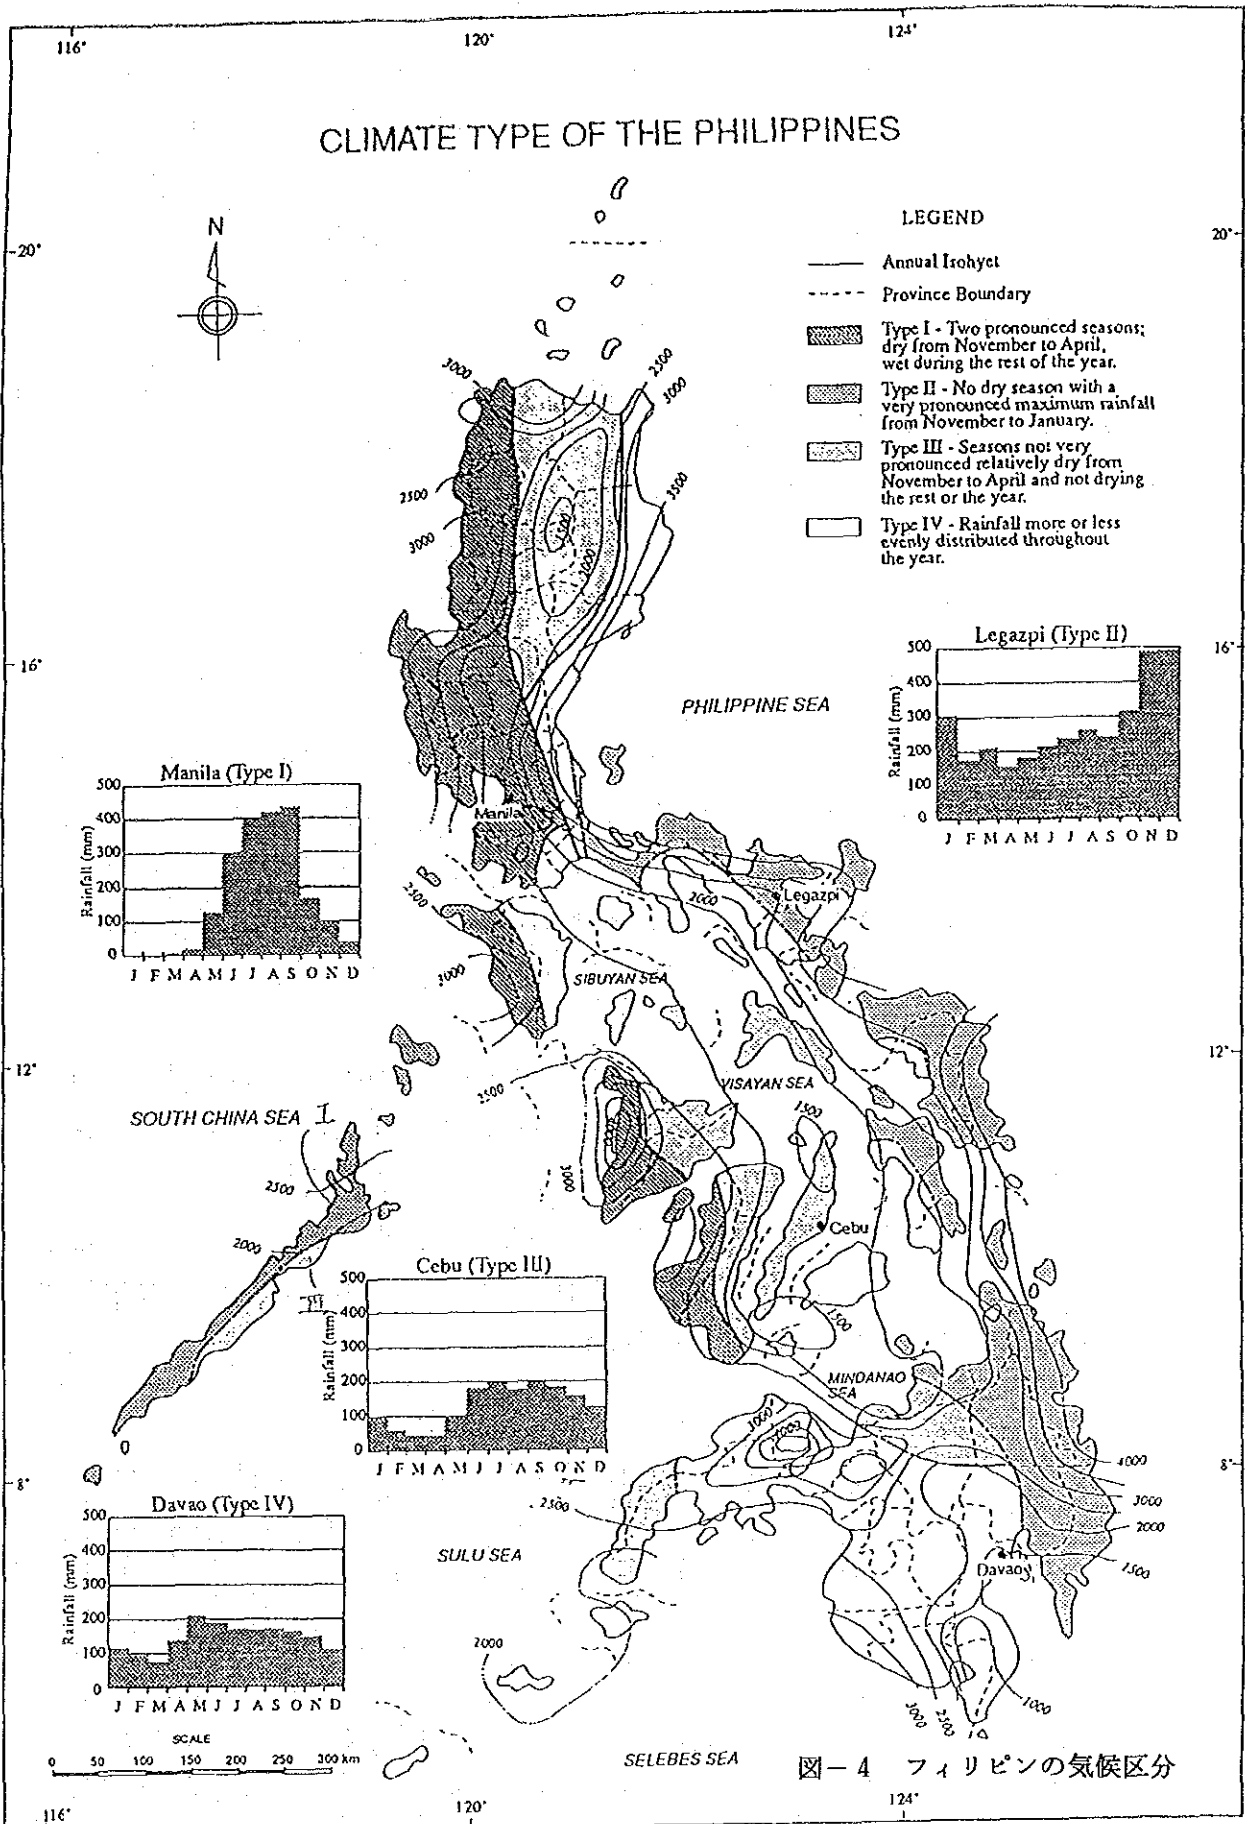 116°
120°
124°
CLIMATE TYPE OF THE PHILIPPINES
N
LEGEND
Annual Isohyet
Province Boundary
Type I - Two pronounced seasons;
dry from November to April,
wet during the rest of the year.
Type II - No dry season with a
very pronounced maximum rainfall
from November to January.
Type III - Seasons not very
pronounced relatively dry from
November to April and not drying
the rest or the year.
Type IV - Rainfall more or less
evenly distributed throughout
the year.
20°
20°
3000
2500
3000
2500
3500
3000
1500
2000
16°
16°
PHILIPPINE SEA
Legazpi (Type II)
Rainfall (mm)
500
400
300
200
100
0
J F M A M J J A S O N D
Manila (Type I)
Rainfall (mm)
500
400
300
200
100
0
J F M A M J J A S O N D
Manila
2500
2000
Legazpi
3000
SIBUYAN SEA
12°
12°
2500
VISAYAN SEA
1500
SOUTH CHINA SEA
I
2500
3000
2000
Cebu
III
Cebu (Type III)
Rainfall (mm)
500
400
300
200
100
0
J F M A M J J A S O N D
1500
MINDANAO
SEA
3000
8°
8°
4000
3000
2000
1500
2500
Davao
Davao (Type IV)
Rainfall (mm)
500
400
300
200
100
0
J F M A M J J A S O N D
SULU SEA
2000
3000
2500
1000
SCALE
0 50 100 150 200 250 300 km
SELEBES SEA
図-4 フィリピンの気候区分
116°
120°
124°